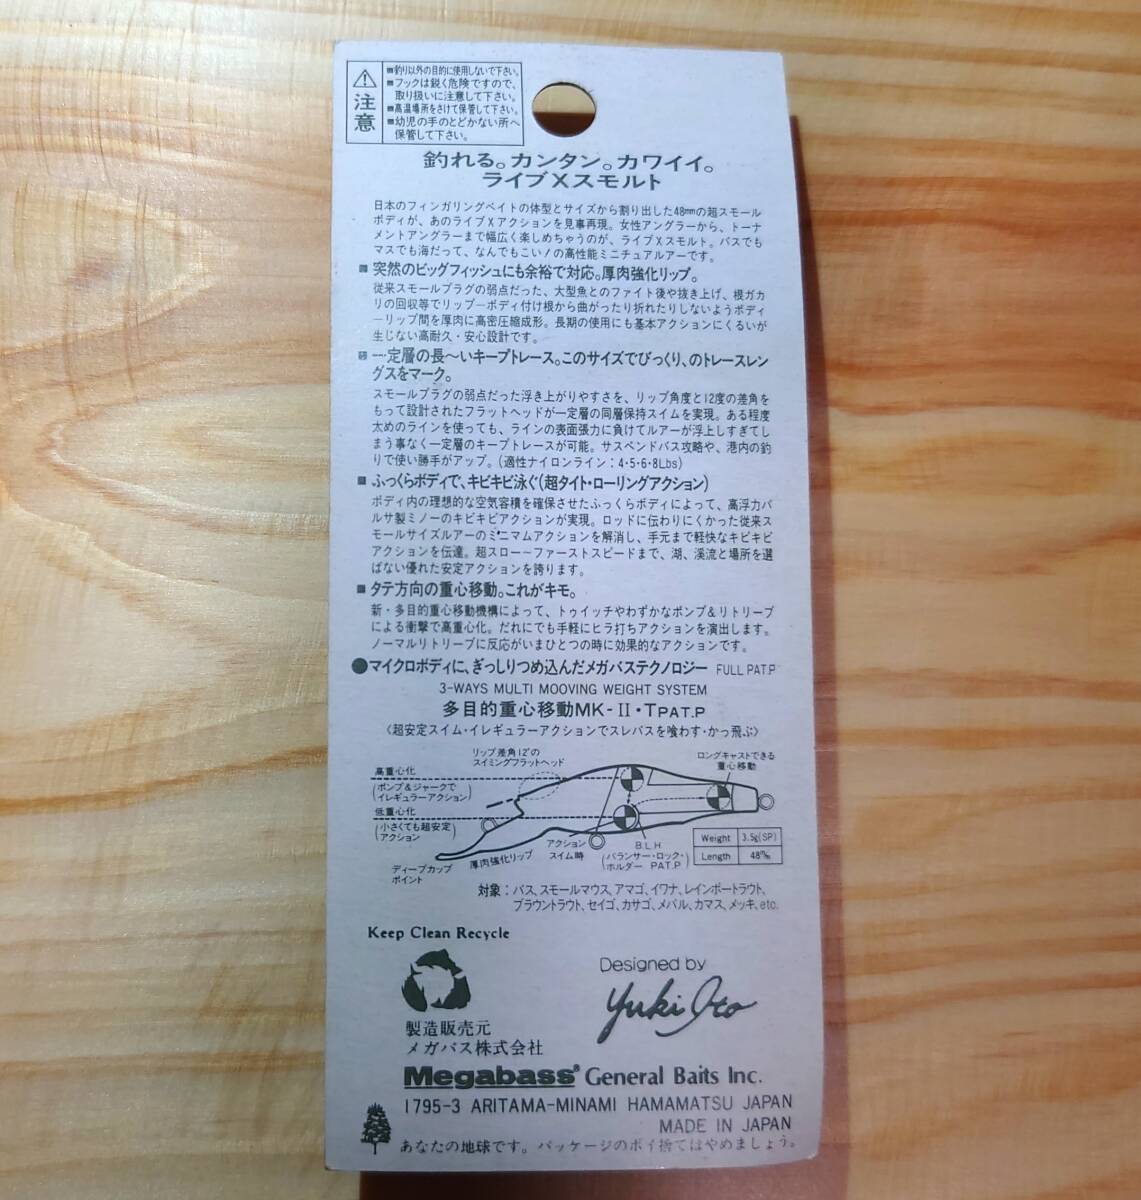 注意
■釣り以外の目的に使用しないで下さい。
■フックは鋭く危険ですので、
取り扱いに注意して下さい。
■高温場所をさけて保管して下さい。
■幼児の手のとどかない所へ
保管して下さい。
釣れる。カンタン。カワイイ。
ライブXスモルト
日本のフィンガリングベイトの体型とサイズから割り出した48mmの超スモール
ボディが、あのライブXアクションを見事再現。女性アングラーから、トーナ
メントアングラーまで幅広く楽しめちゃうのが、ライブXスモルト。バスでも
マスでも海だって、なんでもこい！の高性能ミニチュアルアーです。
■突然のビッグフィッシュにも余裕で対応。厚肉強化リップ。
従来スモールプラグの弱点だった、大型魚とのファイト後や抜き上げ、根ガカ
リの回収等でリップーボディ付け根から曲がったり折れたりしないようボディ
ーリップ間を厚肉に高密圧縮成形。長期の使用にも基本アクションにくるいが
生じない高耐久・安心設計です。
■一定層の長〜いキープトレース。このサイズでびっくり、のトレースレン
グスをマーク。
スモールプラグの弱点だった浮き上がりやすさを、リップ角度と12度の差角を
もって設計されたフラットヘッドが一定層の同層保持スイムを実現。ある程度
太めのラインを使っても、ラインの表面張力に負けてルアーが浮上しすぎてし
まう事なく一定層のキープトレースが可能。サスペンドバス攻略や、港内の釣
りで使い勝手がアップ。(適性ナイロンライン：4・5・6・8Lbs)
■ふっくらボディで、キビキビ泳ぐ(超タイト・ローリングアクション)
ボディ内の理想的な空気容積を確保させたふっくらボディによって、高浮力バ
ルサ製ミノーのキビキビアクションが実現。ロッドに伝わりにくかった従来ス
モールサイズルアーのミニマムアクションを解消し、手元まで軽快なキビキビ
アクションを伝達。超スロー〜ファーストスピードまで、湖、渓流と場所を選
ばない優れた安定アクションを誇ります。
■タテ方向の重心移動。これがキモ。
新・多目的重心移動機構によって、トゥイッチやわずかなポンプ&リトリーブ
による衝撃で高重心化。だれにでも手軽にヒラ打ちアクションを演出します。
ノーマルリトリーブに反応がいまひとつの時に効果的なアクションです。
●マイクロボディに、ぎっしりつめ込んだメガバステクノロジー FULL PAT.P
3-WAYS MULTI MOOVING WEIGHT SYSTEM
多目的重心移動MK-II・TPAT.P
〈超安定スイム・イレギュラーアクションでスレバスを喰わす・かっ飛ぶ〉
リップ差角12°の
スイミングフラットヘッド
ロングキャストできる
重心移動
高重心化
(ポンプ&ジャークで
イレギュラーアクション)
低重心化
(小さくても超安定
アクション)
ディープカップ
ポイント
厚肉強化リップ
アクション
スイム時
B.L.H
(バランサー・ロック・
ホルダー PAT.P)
Weight 3.5g(SP)
Length 48m/m
対象：バス、スモールマウス、アマゴ、イワナ、レインボートラウト、
ブラウントラウト、セイゴ、カサゴ、メバル、カマス、メッキ、etc.
Keep Clean Recycle
Designed by
Yuki Ito
製造販売元
メガバス株式会社
Megabass® General Baits Inc.
1795-3 ARITAMA-MINAMI HAMAMATSU JAPAN
MADE IN JAPAN
あなたの地球です。パッケージのポイ捨てはやめましょう。